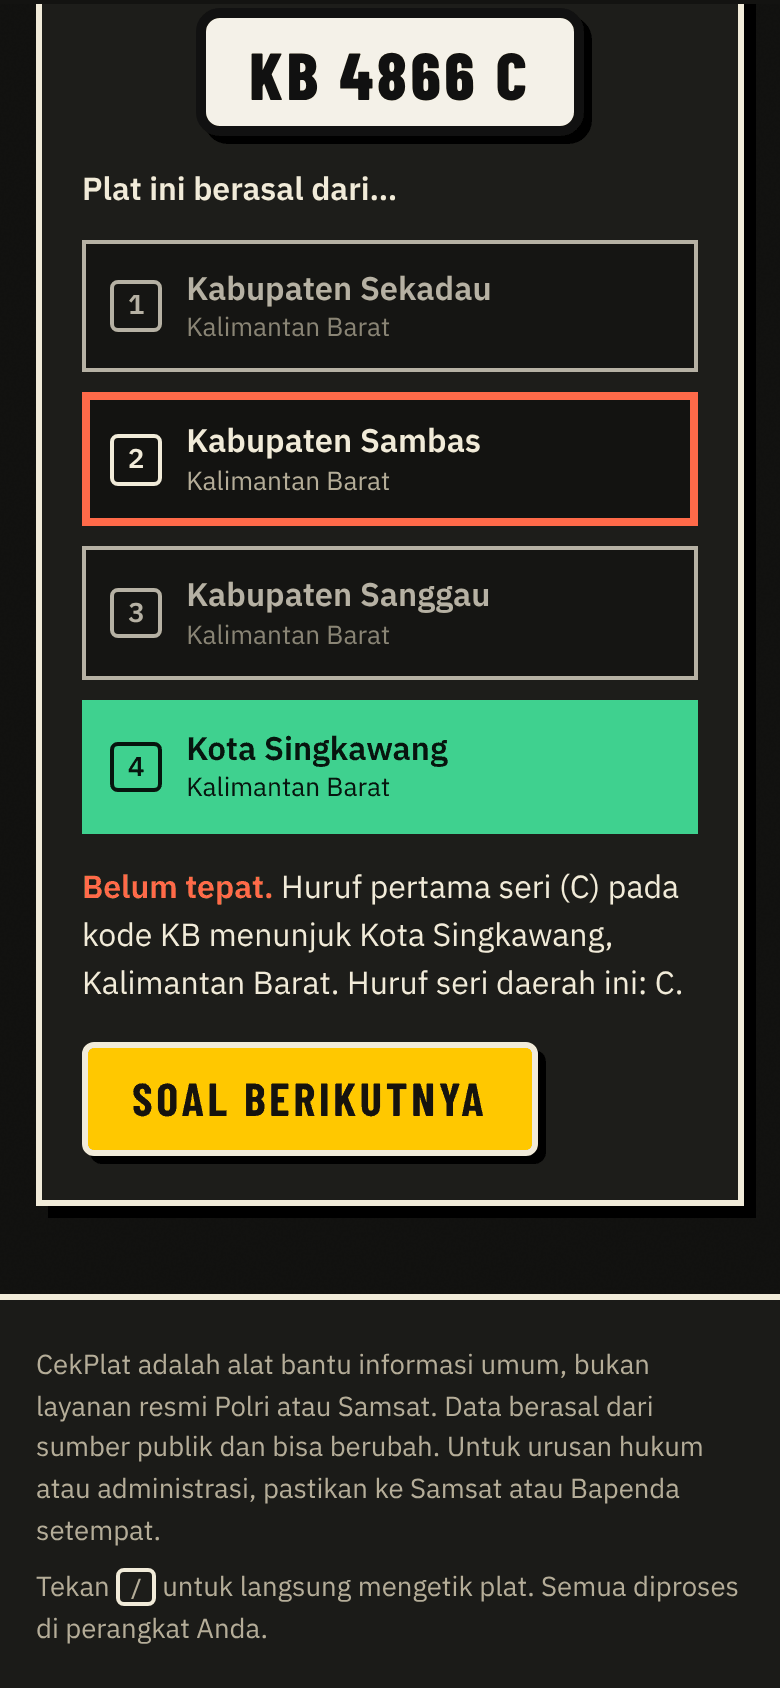 KB 4866 C
Plat ini berasal dari...
1
Kabupaten Sekadau
Kalimantan Barat
2
Kabupaten Sambas
Kalimantan Barat
3
Kabupaten Sanggau
Kalimantan Barat
4
Kota Singkawang
Kalimantan Barat
Belum tepat. Huruf pertama seri (C) pada
kode KB menunjuk Kota Singkawang,
Kalimantan Barat. Huruf seri daerah ini: C.
SOAL BERIKUTNYA
CekPlat adalah alat bantu informasi umum, bukan
layanan resmi Polri atau Samsat. Data berasal dari
sumber publik dan bisa berubah. Untuk urusan hukum
atau administrasi, pastikan ke Samsat atau Bapenda
setempat.
Tekan / untuk langsung mengetik plat. Semua diproses
di perangkat Anda.